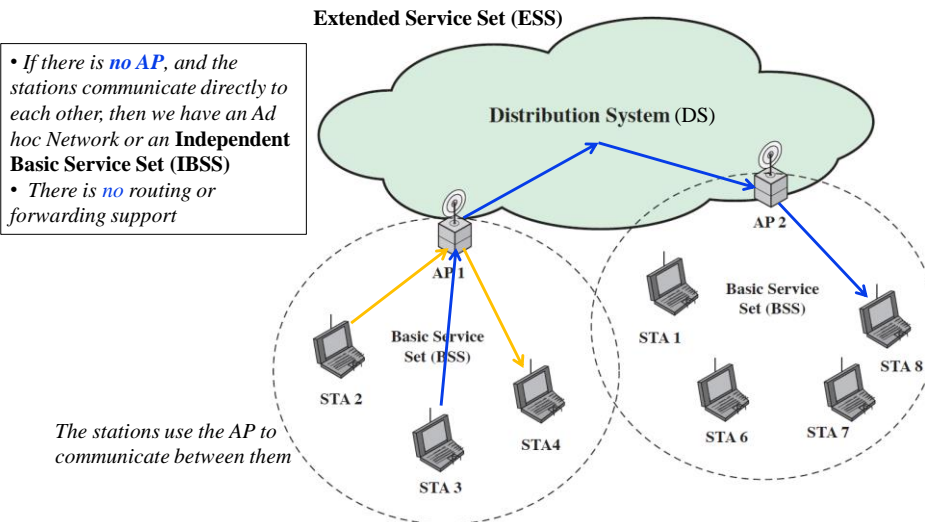 Extended Service Set (ESS)
• If there is no AP, and the
stations communicate directly to
each other, then we have an Ad
hoc Network or an Independent
Basic Service Set (IBSS)
• There is no routing or
forwarding support
Distribution System (DS)
AP 2
AP 1
Basic Service
Set (BSS)
STA 1
STA 8
Basic Service
Set (BSS)
STA 2
STA 6
STA 7
STA4
STA 3
The stations use the AP to
communicate between them